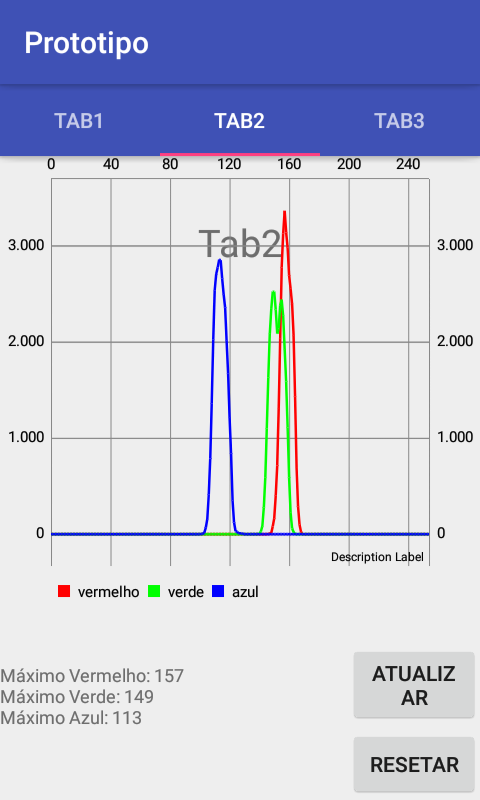 Prototipo
TAB1 TAB2 TAB3
0 40 80 120 160 200 240
Tab2
3.000 3.000
2.000 2.000
1.000 1.000
0 0
Description Label
vermelho verde azul
Máximo Vermelho: 157
Máximo Verde: 149
Máximo Azul: 113
ATUALIZ
AR
RESETAR